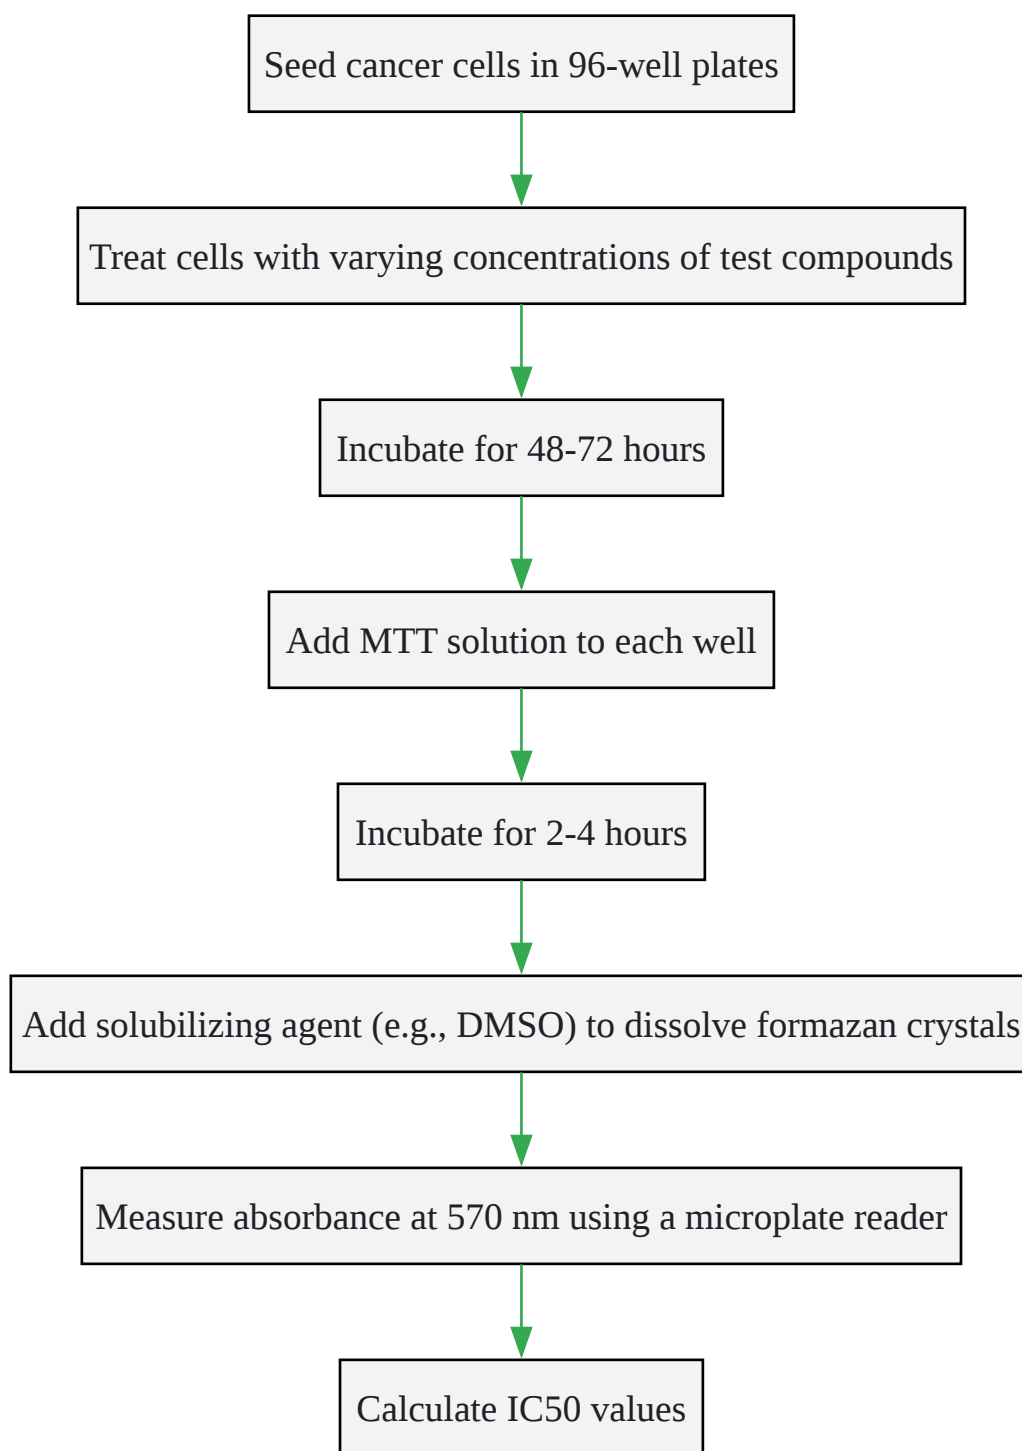 Seed cancer cells in 96-well plates
Treat cells with varying concentrations of test compounds
Incubate for 48-72 hours
Add MTT solution to each well
Incubate for 2-4 hours
Add solubilizing agent (e.g., DMSO) to dissolve formazan crystals
Measure absorbance at 570 nm using a microplate reader
Calculate IC50 values